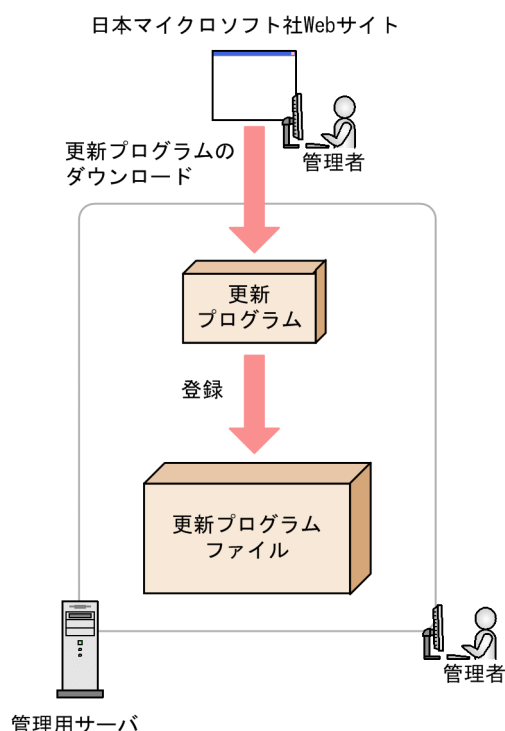 日本マイクロソフト社Webサイト
更新プログラムの
ダウンロード
管理者
更新
プログラム
登録
更新プログラム
ファイル
管理者
管理用サーバ